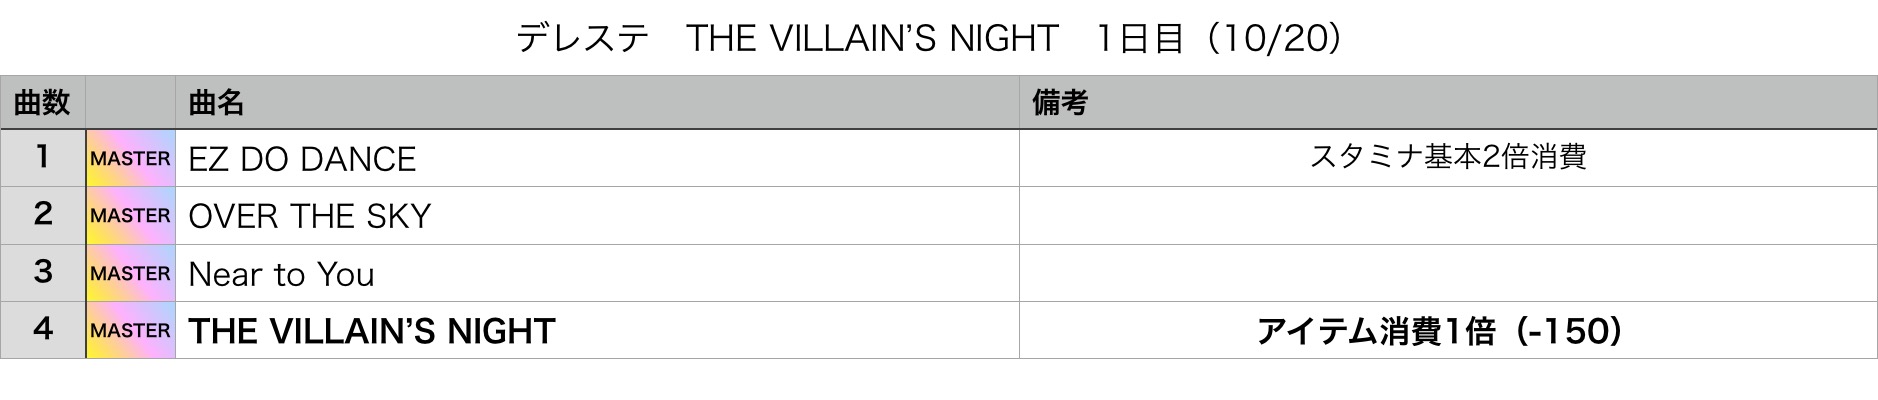 デレステ　THE VILLAIN’S NIGHT　1日目（10/20）
曲数 曲名 備考
1 MASTER EZ DO DANCE スタミナ基本2倍消費
2 MASTER OVER THE SKY
3 MASTER Near to You
4 MASTER THE VILLAIN’S NIGHT アイテム消費1倍（-150）